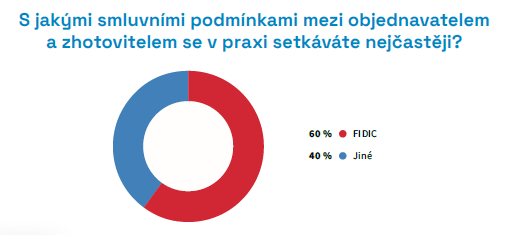 S jakými smluvními podmínkami mezi objednavatelem
a zhotovitelem se v praxi setkáváte nejčastěji?
60 % FIDIC
40 % Jiné